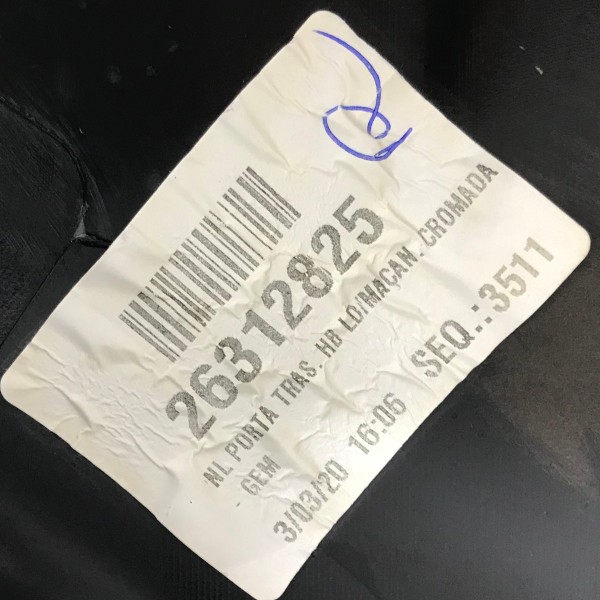 26312825
NL PORTA TRAS. HB LD/MAÇAN .CROMADA
- GEM
3/03/20 16:06 SEQ.: 3511